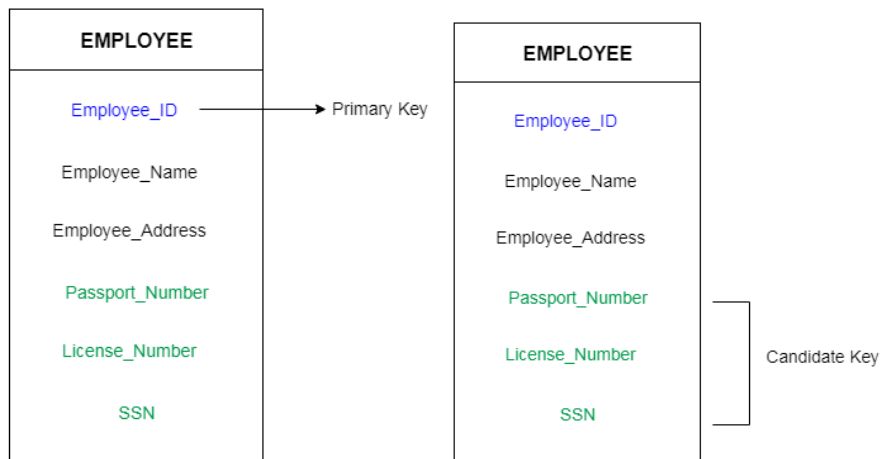 EMPLOYEE
Employee_ID
Primary Key
Employee_Name
Employee_Address
Passport_Number
License_Number
SSN
EMPLOYEE
Employee_ID
Employee_Name
Employee_Address
Passport_Number
License_Number
SSN
Candidate Key